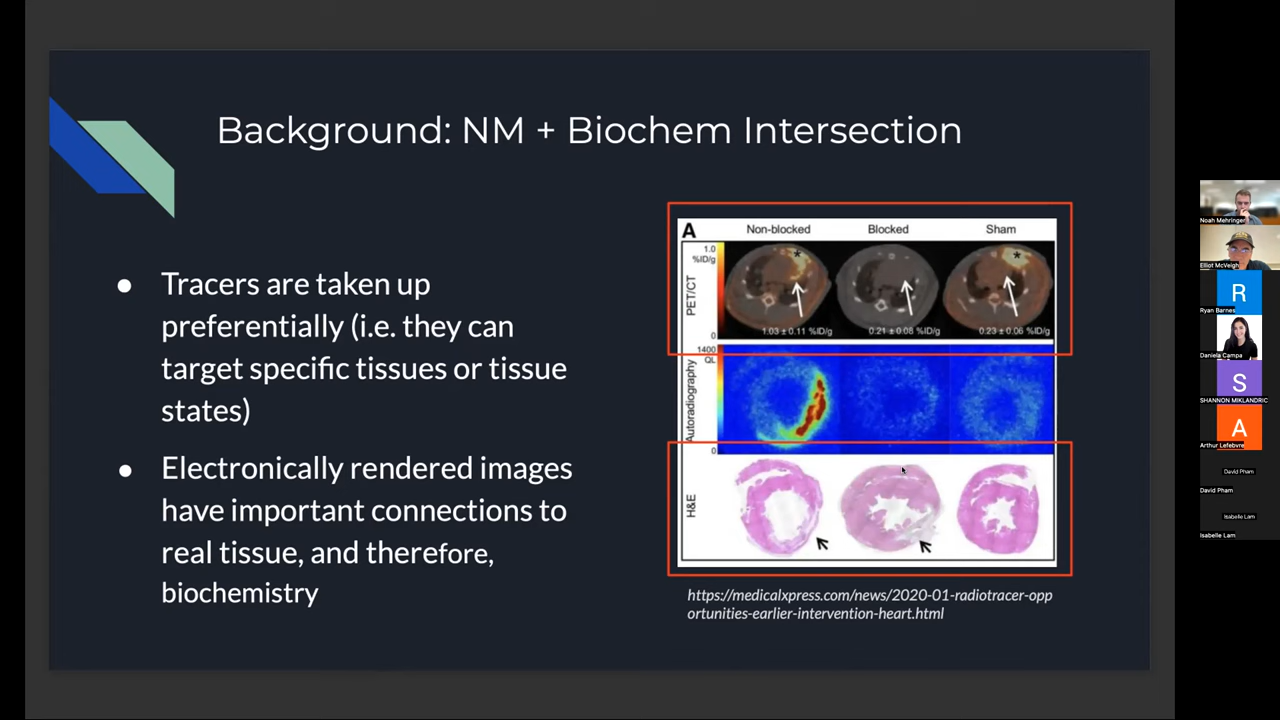 Background: NM + Biochem Intersection
● Tracers are taken up
preferentially (i.e. they can
target specific tissues or tissue
states)
● Electronically rendered images
have important connections to
real tissue, and therefore,
biochemistry
A
Non-blocked Blocked Sham
1.0
%ID/g
PET/CT
0
* *
1.03 ± 0.11 %ID/g 0.21 ± 0.08 %ID/g 0.23 ± 0.06 %ID/g
1400
QL
Autoradiography
0
H&E
https://medicalxpress.com/news/2020-01-radiotracer-opp
ortunities-earlier-intervention-heart.html
Noah Mehringer
Elliot McVeigh
R
Ryan Barnes
Daniela Campa
S
SHANNON MIKLANDRIC
A
Arthur Lefebvre
David Pham
David Pham
Isabelle Lam
Isabelle Lam